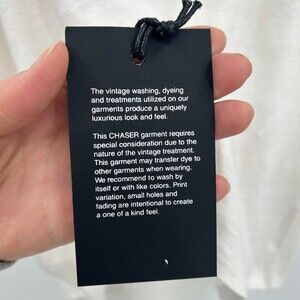 The vintage washing, dyeing
and treatments utilized on our
garments produce a uniquely
luxurious look and feel.
This CHASER garment requires
special consideration due to the
nature of the vintage treatment.
This garment may transfer dye to
other garments when wearing.
We recommend to wash by
itself or with like colors. Print
variation, small holes and
fading are intentional to create
a one of a kind feel.